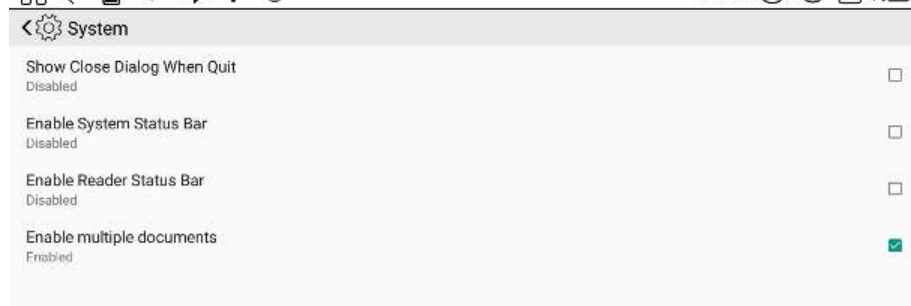 System
Show Close Dialog When Quit
Disabled
Enable System Status Bar
Disabled
Enable Reader Status Bar
Disabled
Enable multiple documents
Enabled